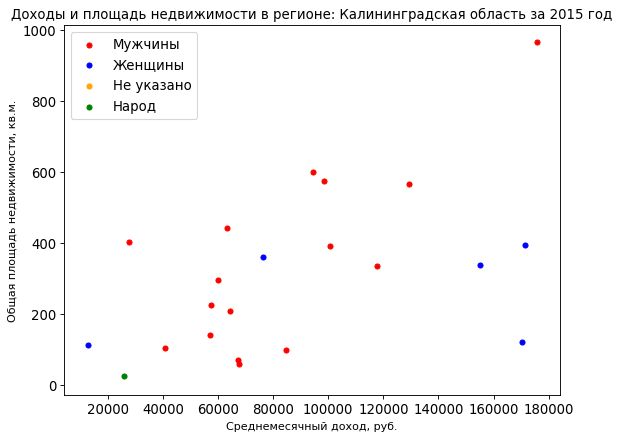 Доходы и площадь недвижимости в регионе: Калининградская область за 2015 год
Мужчины
Женщины
Не указано
Народ
Общая площадь недвижимости, кв.м.
1000
800
600
400
200
0
20000 40000 60000 80000 100000 120000 140000 160000 180000
Среднемесячный доход, руб.